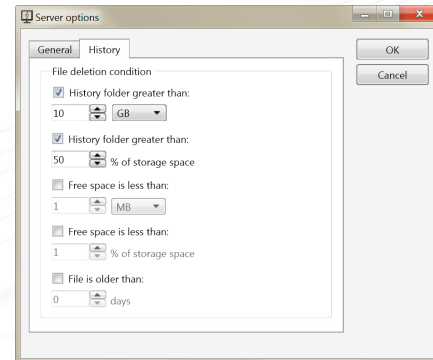 Server options
General History
OK
Cancel
File deletion condition
History folder greater than:
10 GB
History folder greater than:
50 % of storage space
Free space is less than:
1 MB
Free space is less than:
1 % of storage space
File is older than:
0 days